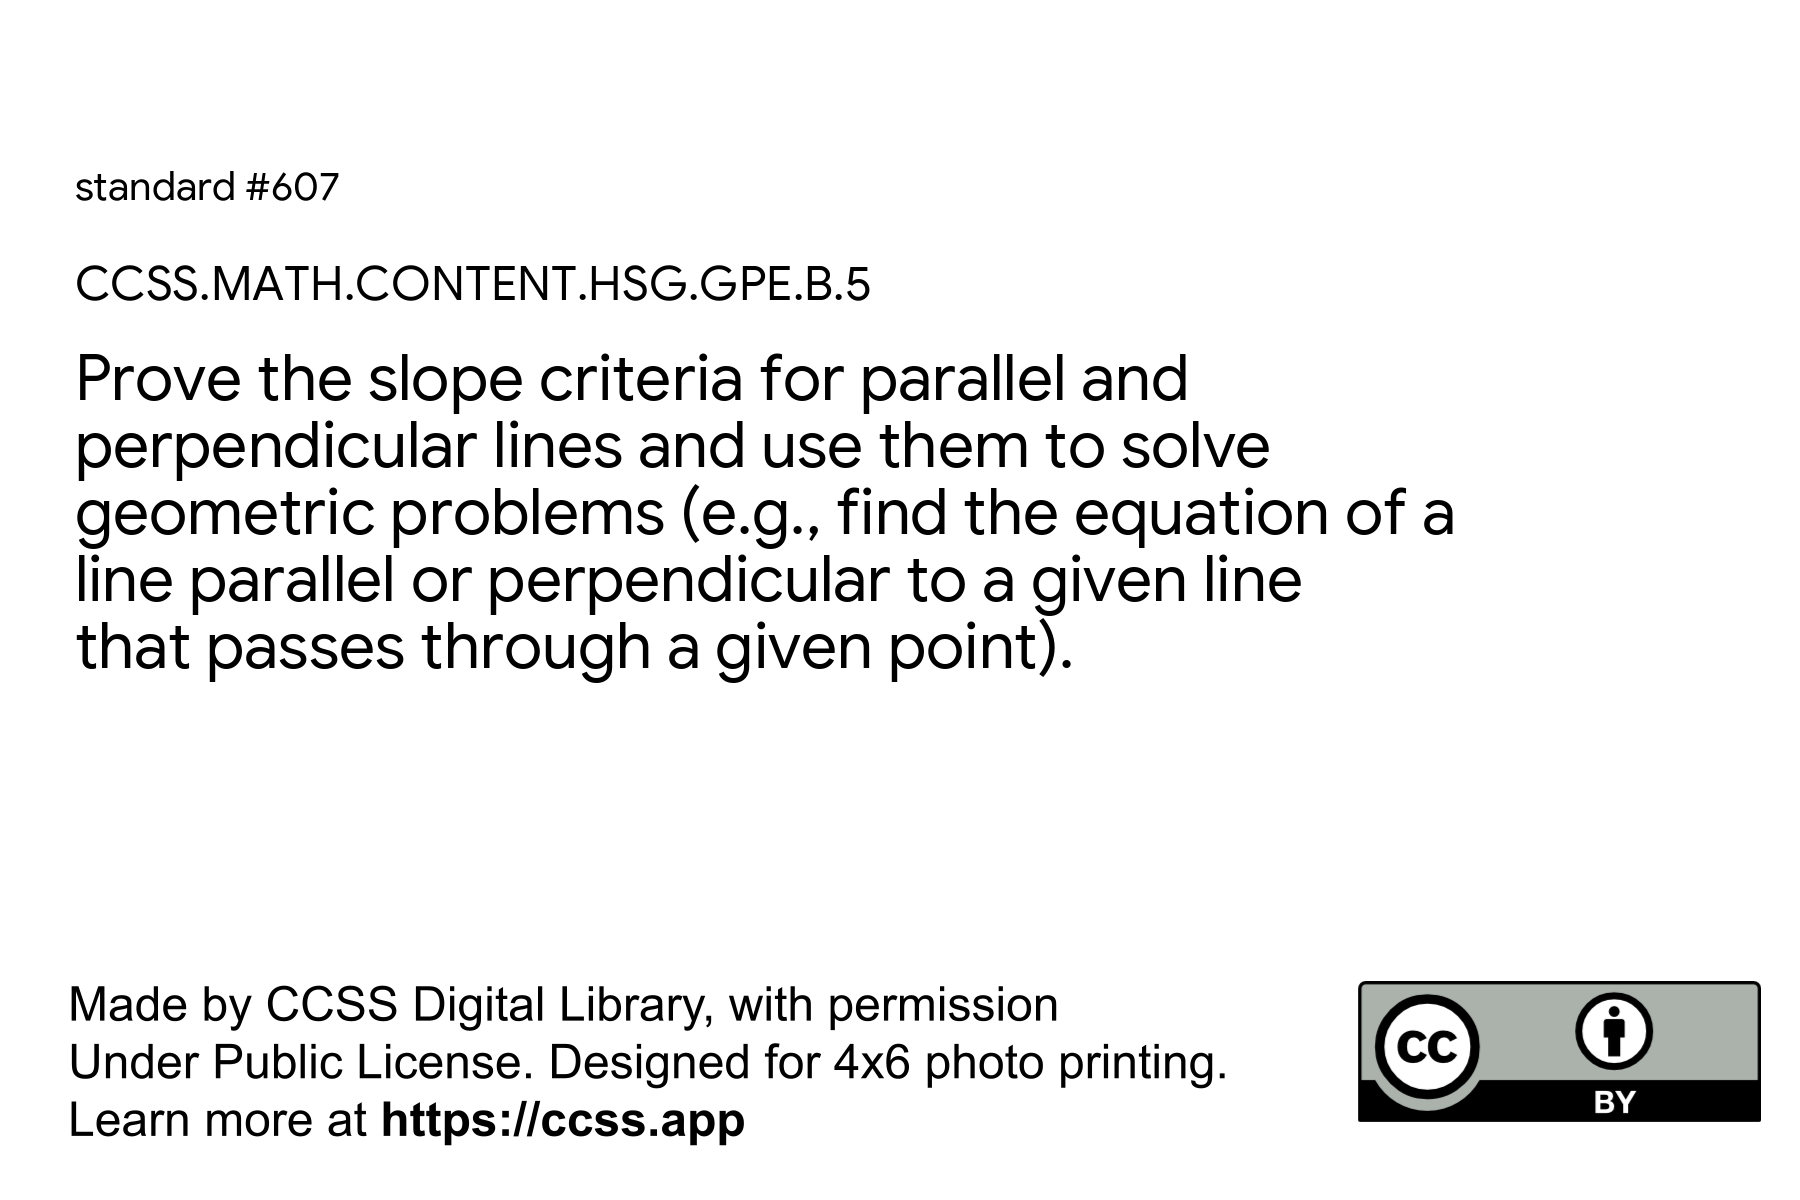 standard #607
CCSS.MATH.CONTENT.HSG.GPE.B.5
Prove the slope criteria for parallel and
perpendicular lines and use them to solve
geometric problems (e.g., find the equation of a
line parallel or perpendicular to a given line
that passes through a given point).
Made by CCSS Digital Library, with permission
Under Public License. Designed for 4x6 photo printing.
Learn more at https://ccss.app
CC
BY